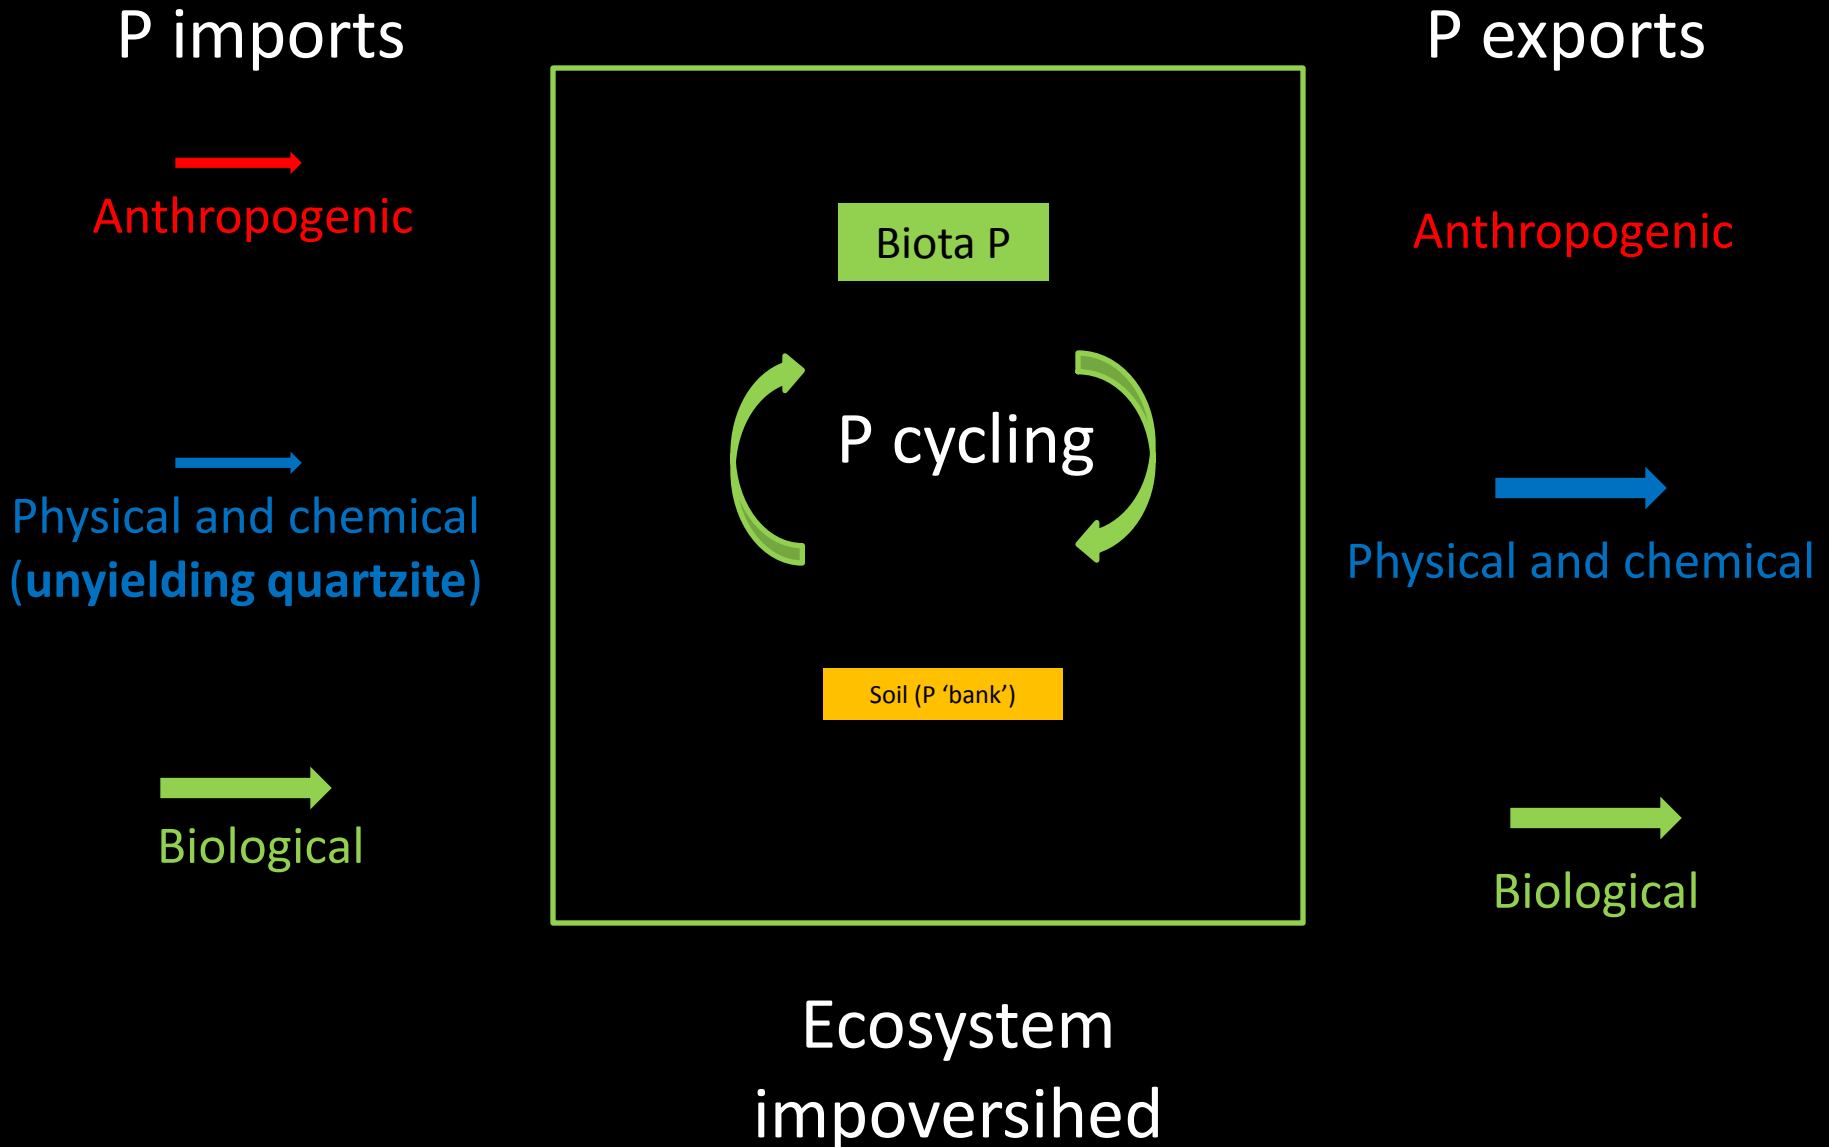 P imports
Anthropogenic
Physical and chemical
(unyielding quartzite)
Biological
Biota P
P cycling
Soil (P ‘bank’)
Ecosystem
impoversihed
P exports
Anthropogenic
Physical and chemical
Biological